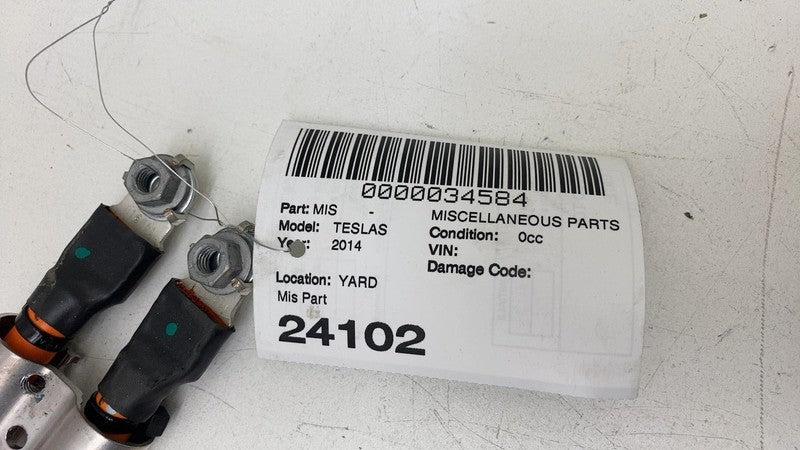 0000034584
Part: MIS - MISCELLANEOUS PARTS
Model: TESLAS Condition: 0cc
Year: 2014 VIN:
Damage Code:
Location: YARD
Mis Part
24102